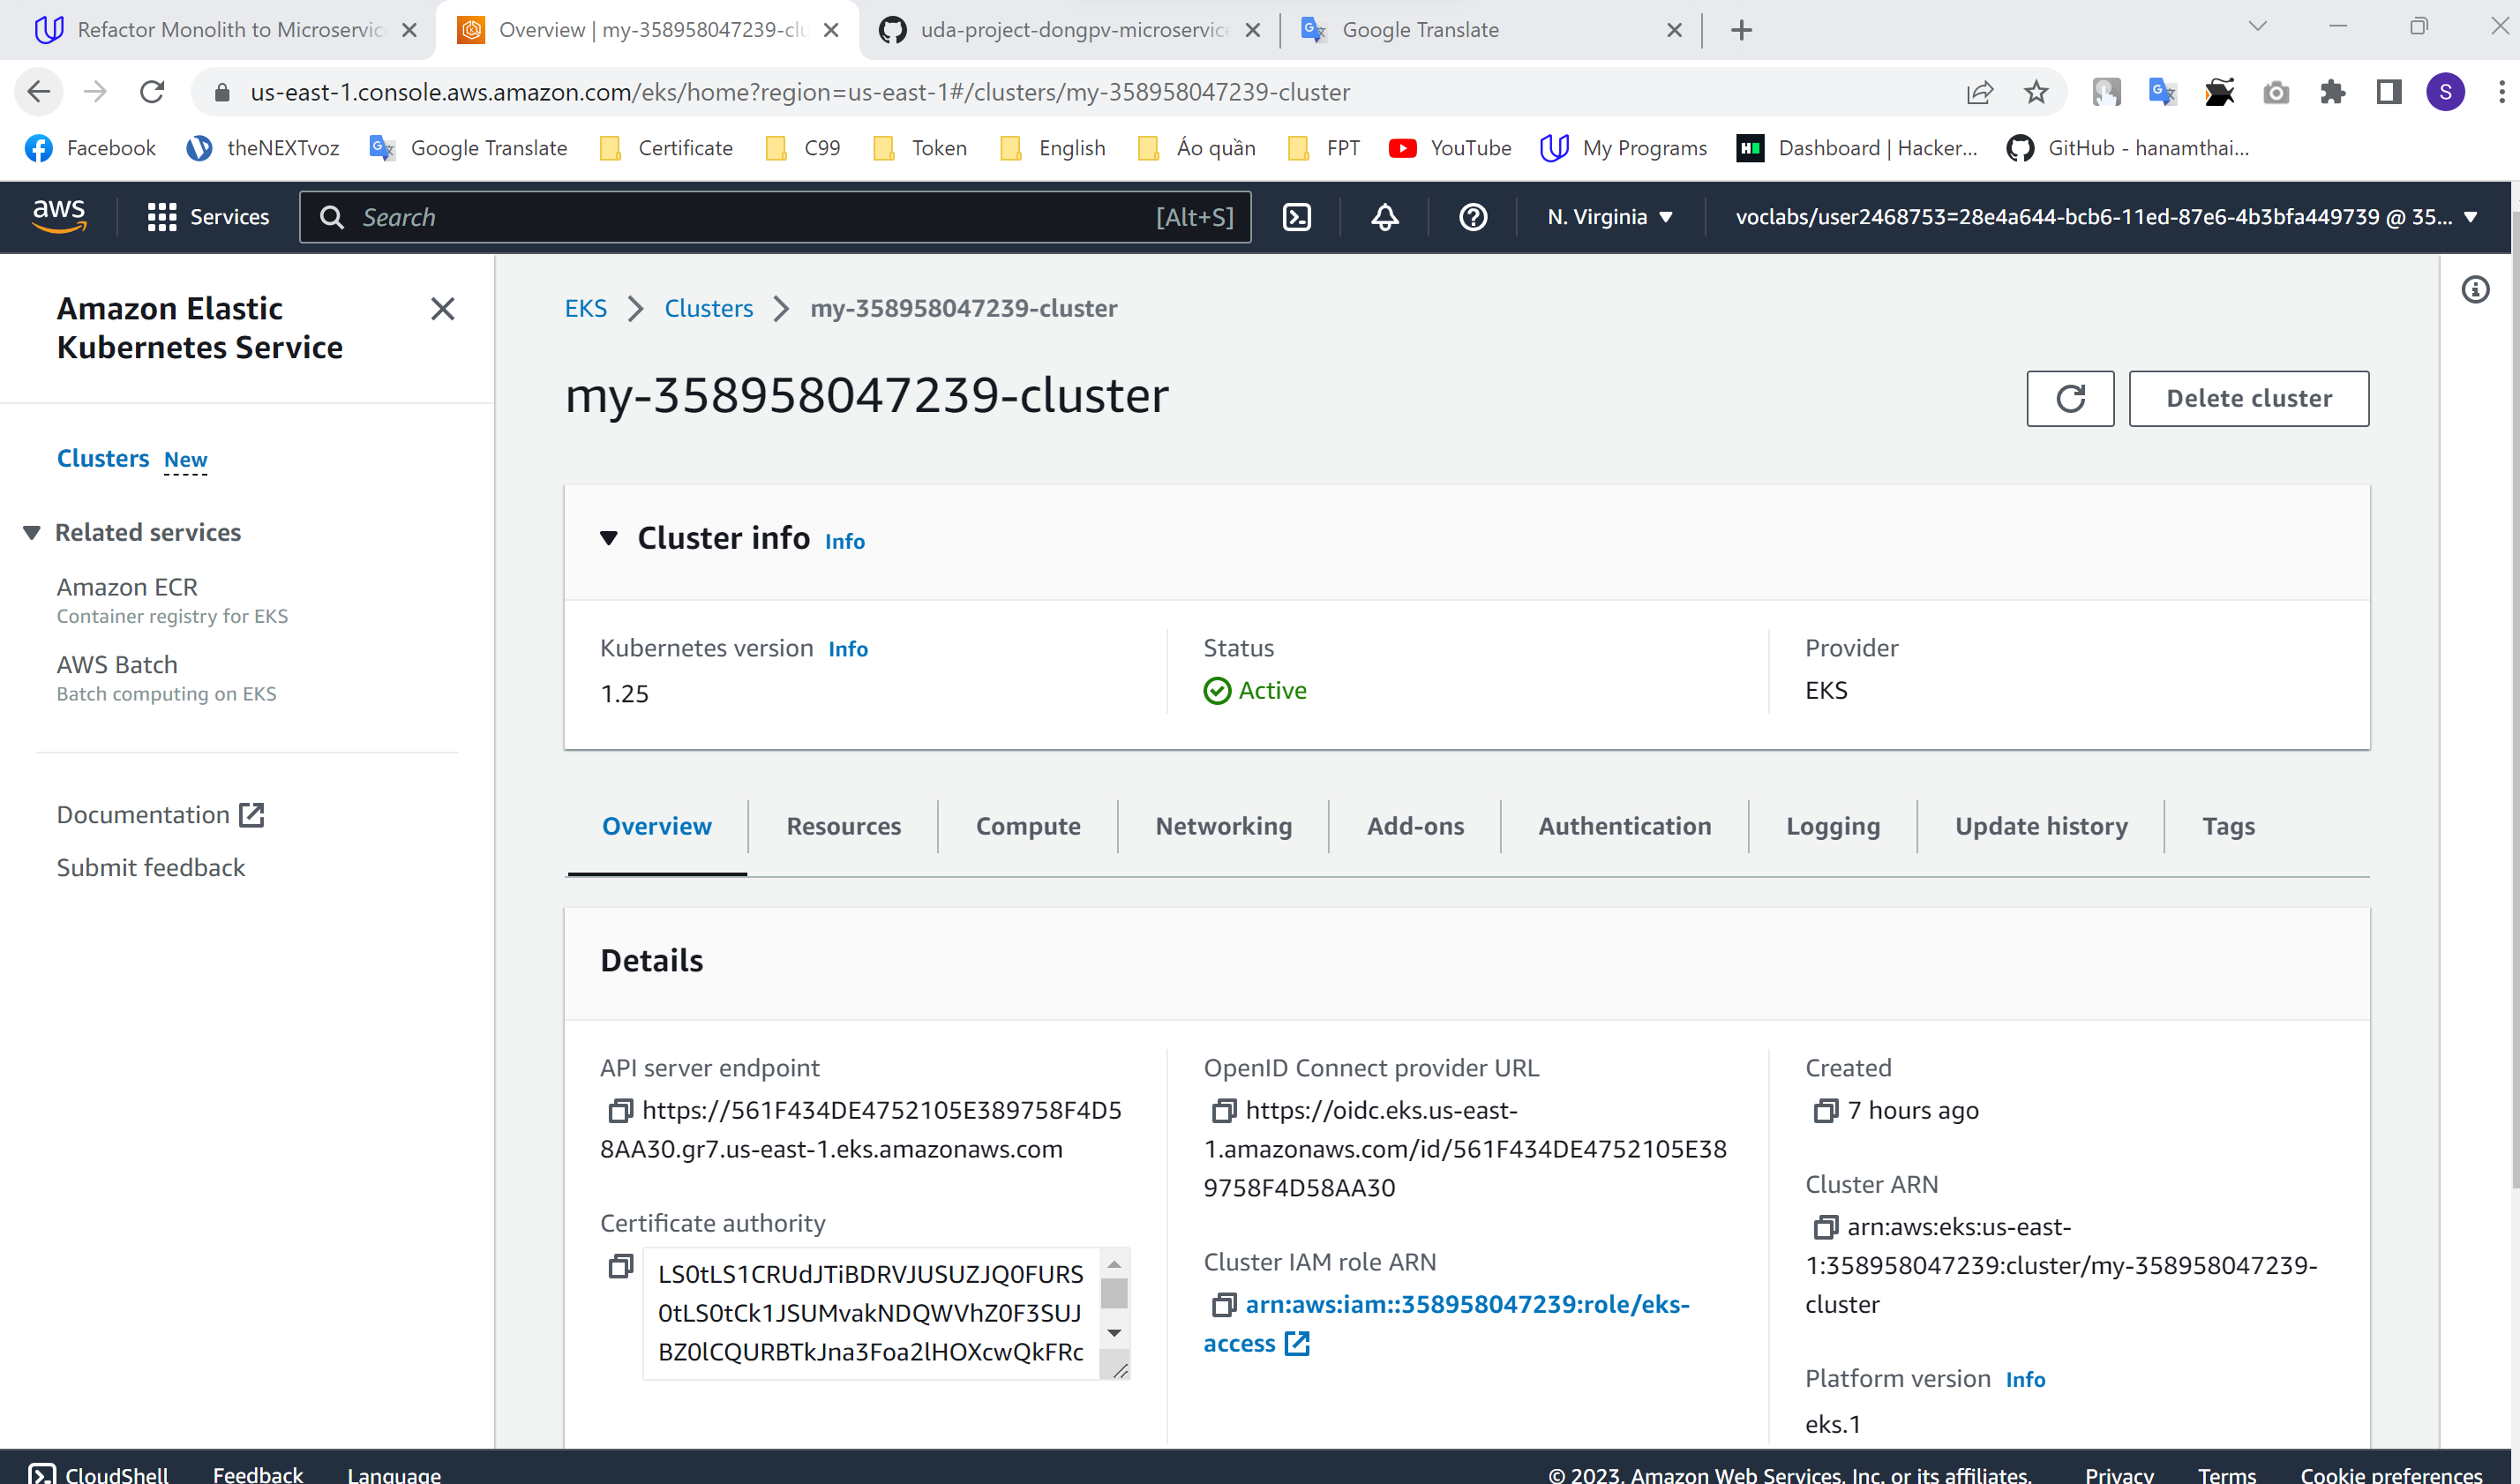 Refactor Monolith to Microservic
Overview | my-358958047239-clu
uda-project-dongpv-microservice
Google Translate
us-east-1.console.aws.amazon.com/eks/home?region=us-east-1#/clusters/my-358958047239-cluster
S
Facebook
theNEXTvoz
Google Translate
Certificate
C99
Token
English
Áo quần
FPT
YouTube
My Programs
Dashboard | Hacker...
GitHub - hanamthai...
aws
Services
Search
[Alt+S]
N. Virginia
voclabs/user2468753=28e4a644-bcb6-11ed-87e6-4b3bfa449739 @ 35...
Amazon Elastic
Kubernetes Service
Clusters New
Related services
Amazon ECR
Container registry for EKS
AWS Batch
Batch computing on EKS
Documentation
Submit feedback
EKS
Clusters
my-358958047239-cluster
my-358958047239-cluster
Delete cluster
Cluster info Info
Kubernetes version Info
1.25
Status
Active
Provider
EKS
Overview
Resources
Compute
Networking
Add-ons
Authentication
Logging
Update history
Tags
Details
API server endpoint
https://561F434DE4752105E389758F4D5
8AA30.gr7.us-east-1.eks.amazonaws.com
Certificate authority
LS0tLS1CRUdJTiBDRVJUSUZJQ0FURS
0tLS0tCk1JSUMvakNDQWVhZ0F3SUJ
BZ0lCQURBTkJna3Foa2lHOXcwQkFRc
OpenID Connect provider URL
https://oidc.eks.us-east-
1.amazonaws.com/id/561F434DE4752105E38
9758F4D58AA30
Cluster IAM role ARN
arn:aws:iam::358958047239:role/eks-
access
Created
7 hours ago
Cluster ARN
arn:aws:eks:us-east-
1:358958047239:cluster/my-358958047239-
cluster
Platform version Info
eks.1
CloudShell
Feedback
Language
© 2023, Amazon Web Services, Inc. or its affiliates.
Privacy
Terms
Cookie preferences